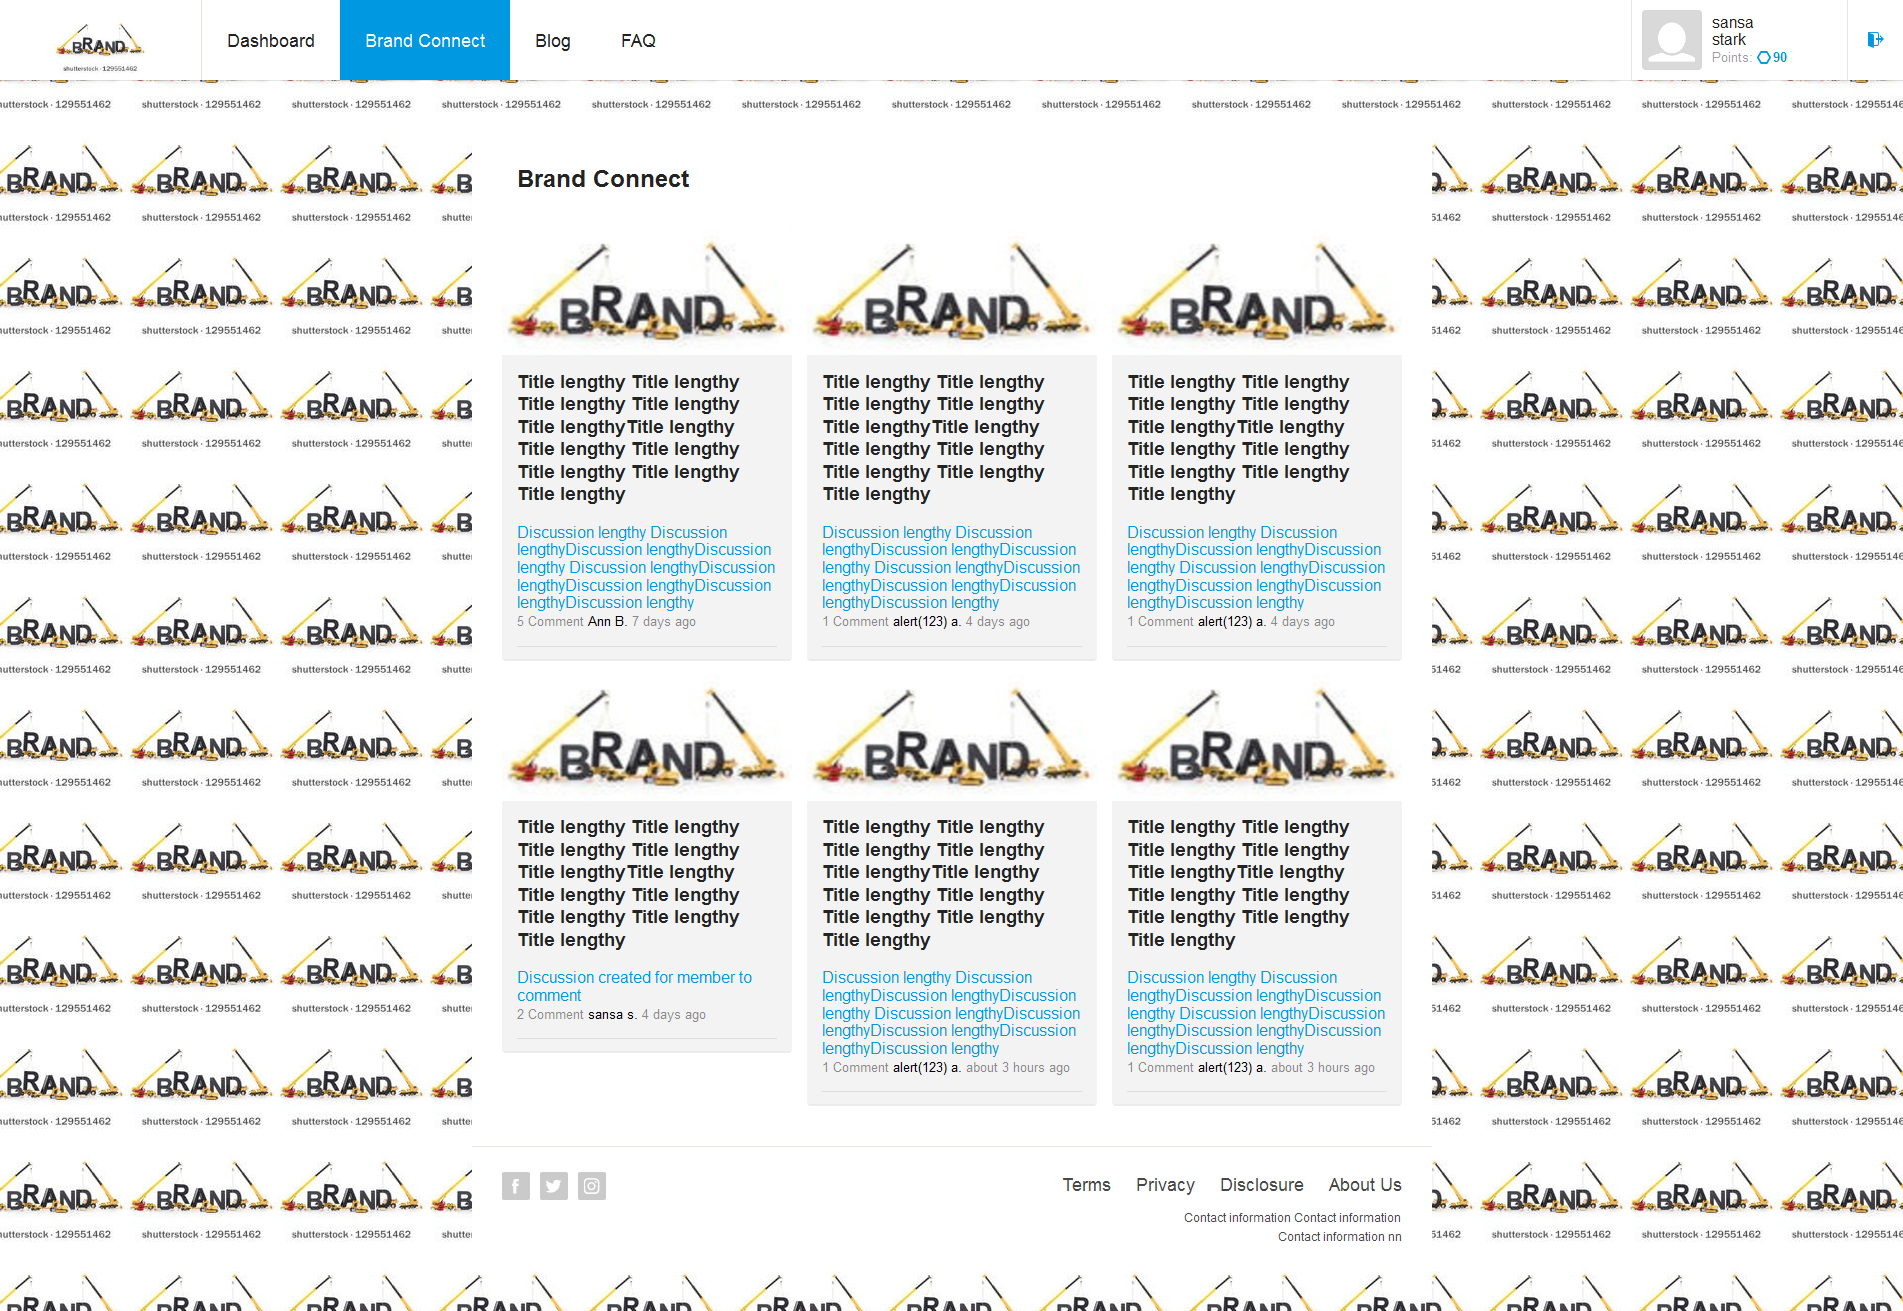 BRAND
shutterstock · 129551462
Dashboard
Brand Connect
Blog
FAQ
sansa
stark
Points: 90
Brand Connect
BRAND
BRAND
BRAND
Title lengthy Title lengthy
Title lengthy Title lengthy
Title lengthyTitle lengthy
Title lengthy Title lengthy
Title lengthy Title lengthy
Title lengthy
Discussion lengthy Discussion
lengthyDiscussion lengthyDiscussion
lengthy Discussion lengthyDiscussion
lengthyDiscussion lengthyDiscussion
lengthyDiscussion lengthy
5 Comment Ann B. 7 days ago
Title lengthy Title lengthy
Title lengthy Title lengthy
Title lengthyTitle lengthy
Title lengthy Title lengthy
Title lengthy Title lengthy
Title lengthy
Discussion lengthy Discussion
lengthyDiscussion lengthyDiscussion
lengthy Discussion lengthyDiscussion
lengthyDiscussion lengthyDiscussion
lengthyDiscussion lengthy
1 Comment alert(123) a. 4 days ago
Title lengthy Title lengthy
Title lengthy Title lengthy
Title lengthyTitle lengthy
Title lengthy Title lengthy
Title lengthy Title lengthy
Title lengthy
Discussion lengthy Discussion
lengthyDiscussion lengthyDiscussion
lengthy Discussion lengthyDiscussion
lengthyDiscussion lengthyDiscussion
lengthyDiscussion lengthy
1 Comment alert(123) a. 4 days ago
BRAND
BRAND
BRAND
Title lengthy Title lengthy
Title lengthy Title lengthy
Title lengthyTitle lengthy
Title lengthy Title lengthy
Title lengthy Title lengthy
Title lengthy
Discussion created for member to
comment
2 Comment sansa s. 4 days ago
Title lengthy Title lengthy
Title lengthy Title lengthy
Title lengthyTitle lengthy
Title lengthy Title lengthy
Title lengthy Title lengthy
Title lengthy
Discussion lengthy Discussion
lengthyDiscussion lengthyDiscussion
lengthy Discussion lengthyDiscussion
lengthyDiscussion lengthyDiscussion
lengthyDiscussion lengthy
1 Comment alert(123) a. about 3 hours ago
Title lengthy Title lengthy
Title lengthy Title lengthy
Title lengthyTitle lengthy
Title lengthy Title lengthy
Title lengthy Title lengthy
Title lengthy
Discussion lengthy Discussion
lengthyDiscussion lengthyDiscussion
lengthy Discussion lengthyDiscussion
lengthyDiscussion lengthyDiscussion
lengthyDiscussion lengthy
1 Comment alert(123) a. about 3 hours ago
Terms
Privacy
Disclosure
About Us
Contact information Contact information
Contact information nn